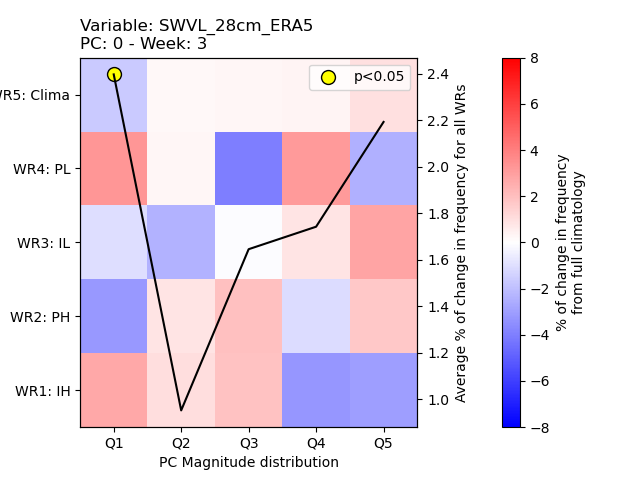 Variable: SWVL_28cm_ERA5
PC: 0 - Week: 3
p<0.05
WR5: Clima
WR4: PL
WR3: IL
WR2: PH
WR1: IH
Q1 Q2 Q3 Q4 Q5
PC Magnitude distribution
2.4
2.2
2.0
1.8
1.6
1.4
1.2
1.0
Average % of change in frequency for all WRs
8
6
4
2
0
−2
−4
−6
−8
% of change in frequency
from full climatology